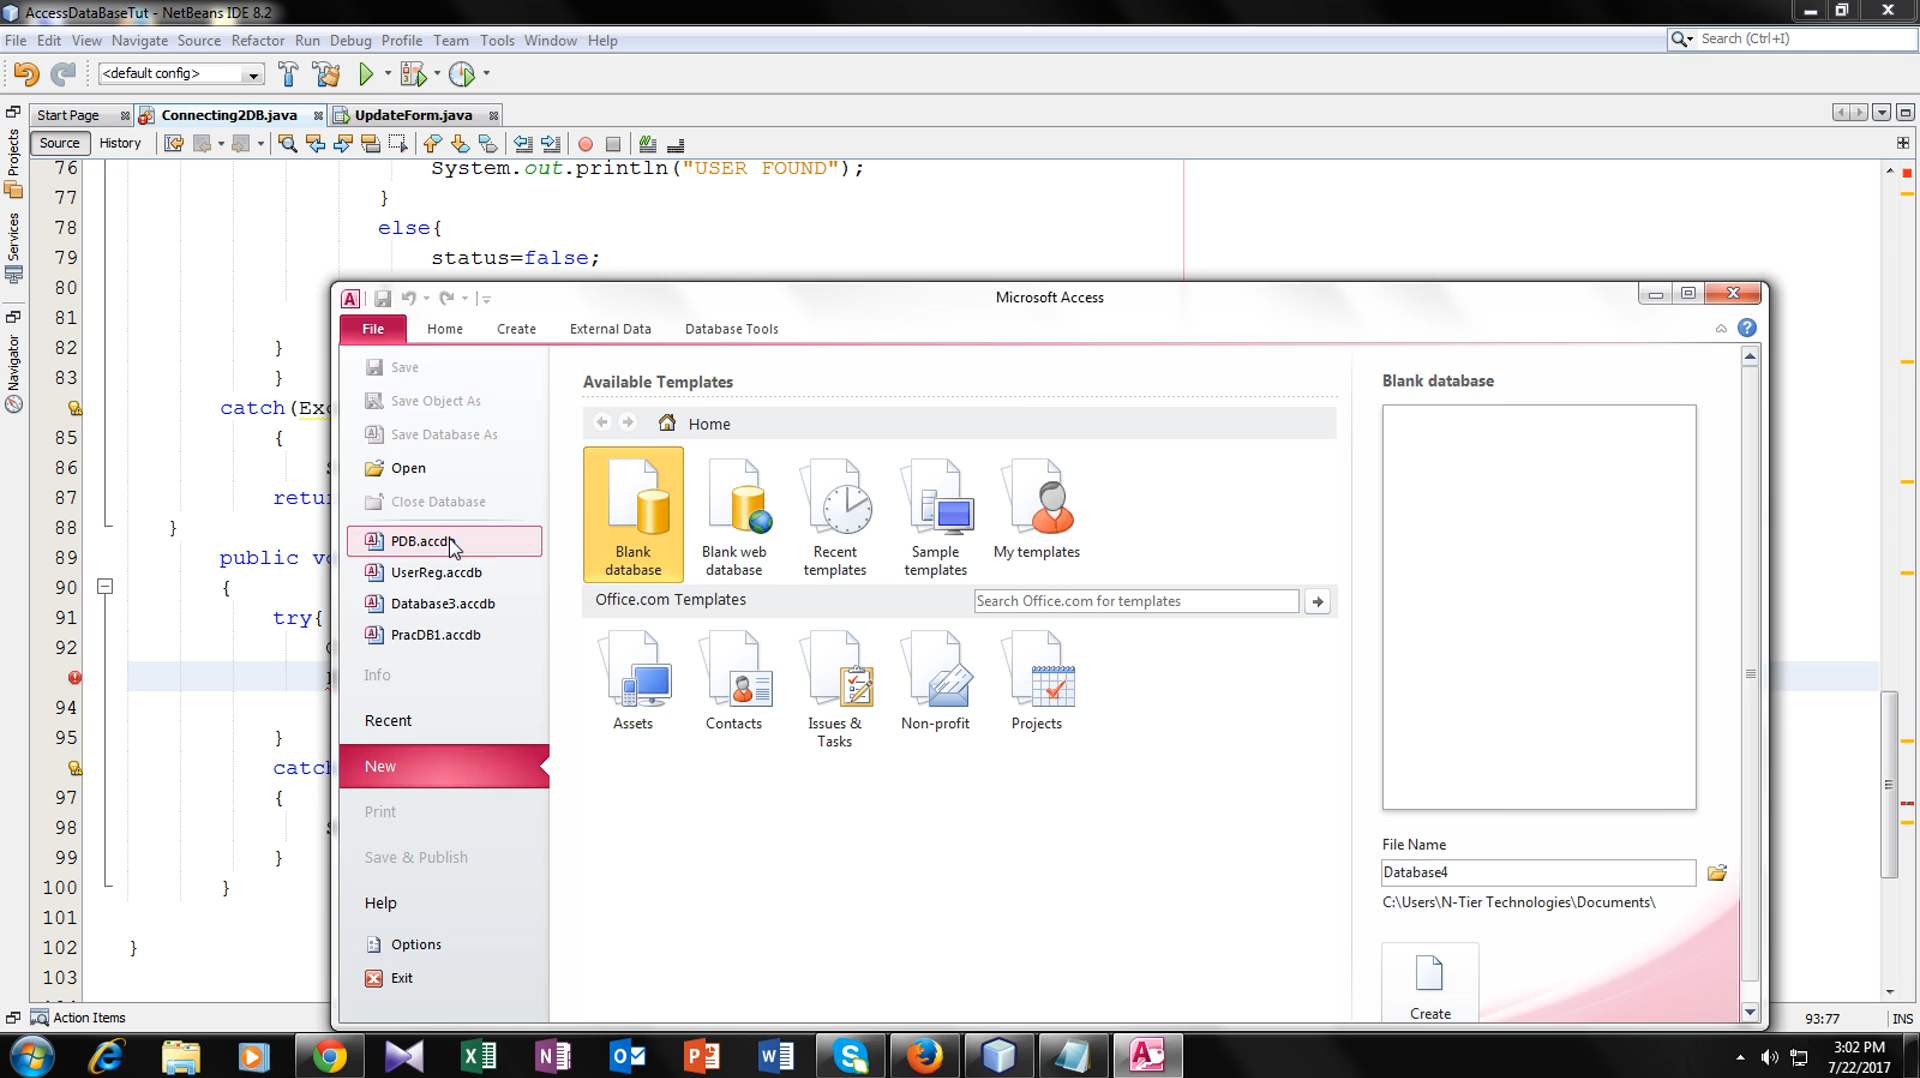 AccessDataBaseTut - NetBeans IDE 8.2
File Edit View Navigate Source Refactor Run Debug Profile Team Tools Window Help
Search (Ctrl+I)
<default config>
Start Page Connecting2DB.java UpdateForm.java
Source History
Projects
Services
Navigator
76 System.out.println("USER FOUND");
77 }
78 else{
79 status=false;
80
81
82 }
83 }
catch(Exc
85 {
86
87 retur
88 }
89 public vo
90 {
91 try{
92
94
95 }
catch
97 {
98
99 }
100 }
101
102 }
103
Microsoft Access
File Home Create External Data Database Tools
Save
Save Object As
Save Database As
Open
Close Database
PDB.accdb
UserReg.accdb
Database3.accdb
PracDB1.accdb
Info
Recent
New
Print
Save & Publish
Help
Options
Exit
Available Templates
Home
Blank database
Blank web database
Recent templates
Sample templates
My templates
Office.com Templates
Search Office.com for templates
Assets
Contacts
Issues & Tasks
Non-profit
Projects
Blank database
File Name
Database4
C:\Users\N-Tier Technologies\Documents\
Create
Action Items
93:77 INS
3:02 PM
7/22/2017